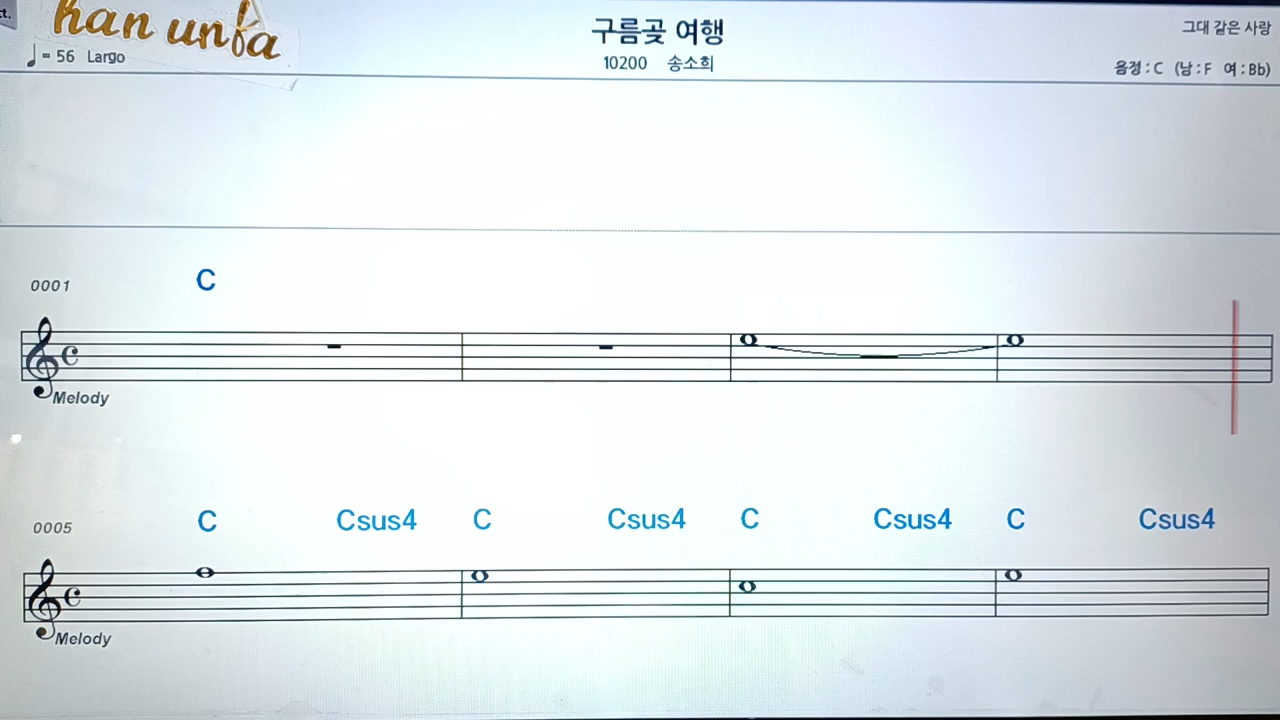 ct.
han unfa
♩ = 56 Largo
구름곶 여행
10200 송소희
그대 같은 사랑
음정 : C (남 : F 여 : Bb)
0001
C
Melody
0005
C Csus4 C Csus4 C Csus4 C Csus4
Melody